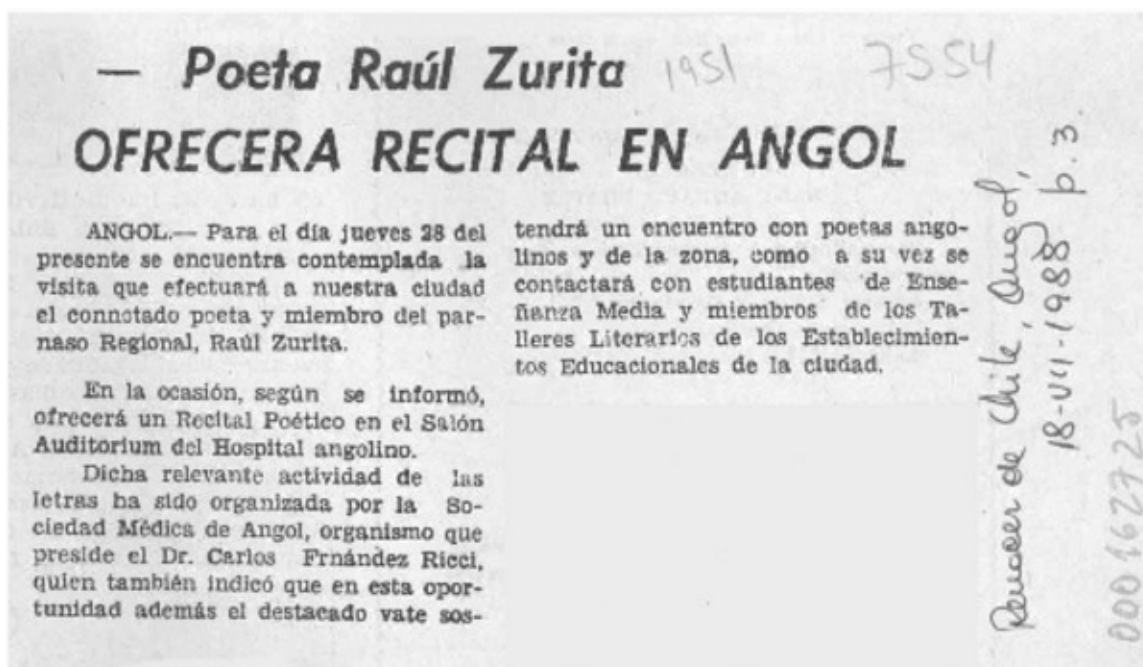 — Poeta Raúl Zurita
1951
7554
OFRECERA RECITAL EN ANGOL
ANGOL.— Para el día jueves 28 del
presente se encuentra contemplada la
visita que efectuará a nuestra ciudad
el connotado poeta y miembro del par-
naso Regional, Raúl Zurita.
En la ocasión, según se informó,
ofrecerá un Recital Poético en el Salón
Auditorium del Hospital angolino.
Dicha relevante actividad de las
letras ha sido organizada por la So-
ciedad Médica de Angol, organismo que
preside el Dr. Carlos Frnández Ricci,
quien también indicó que en esta opor-
tunidad además el destacado vate sos-
tendrá un encuentro con poetas ango-
linos y de la zona, como a su vez se
contactará con estudiantes de Ense-
ñanza Media y miembros de los Ta-
lleres Literarios de los Establecimien-
tos Educacionales de la ciudad.
Renacer de Chile, Angol,
18-VII-1988 p.3.
000162725